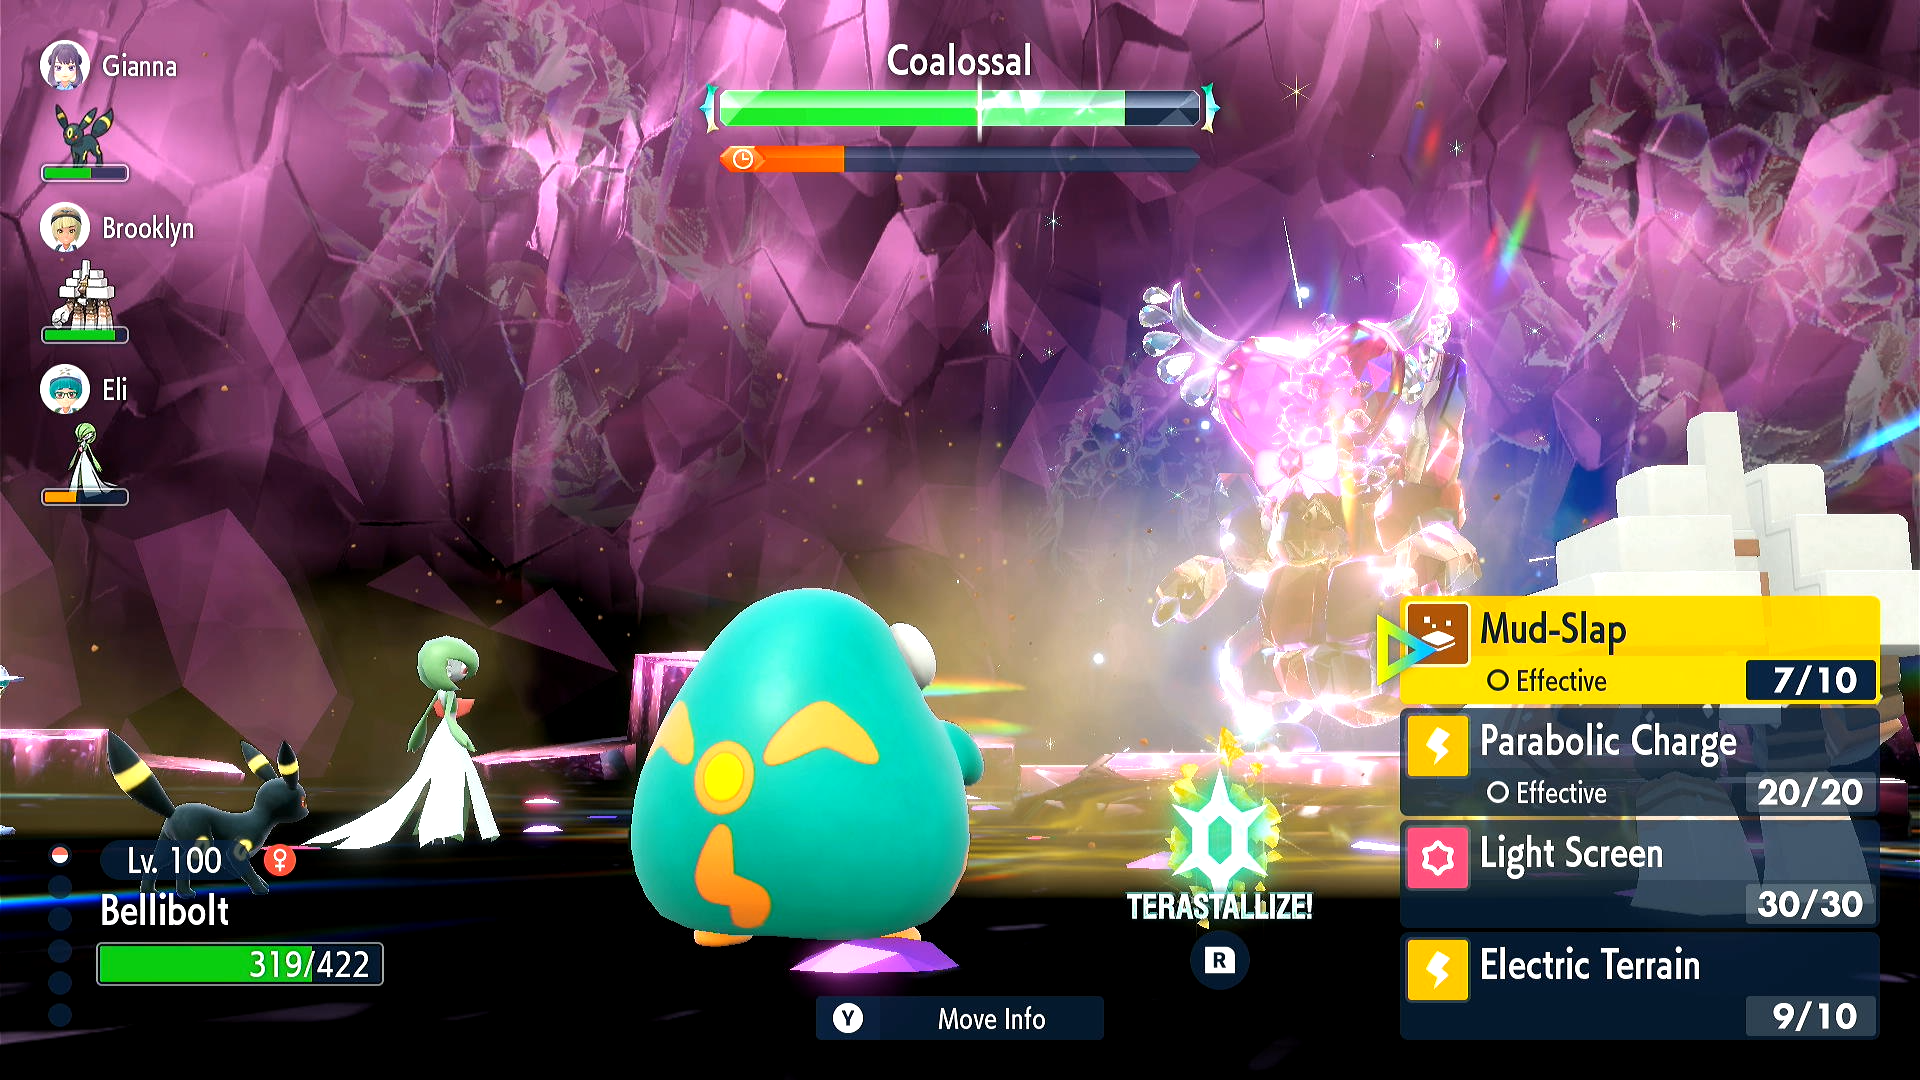 Gianna
Coalossal
Brooklyn
Eli
Mud-Slap
Effective 7/10
Parabolic Charge
Effective 20/20
Light Screen
30/30
Electric Terrain
9/10
TERASTALLIZE!
R
Lv. 100
Bellibolt
319/422
Y Move Info